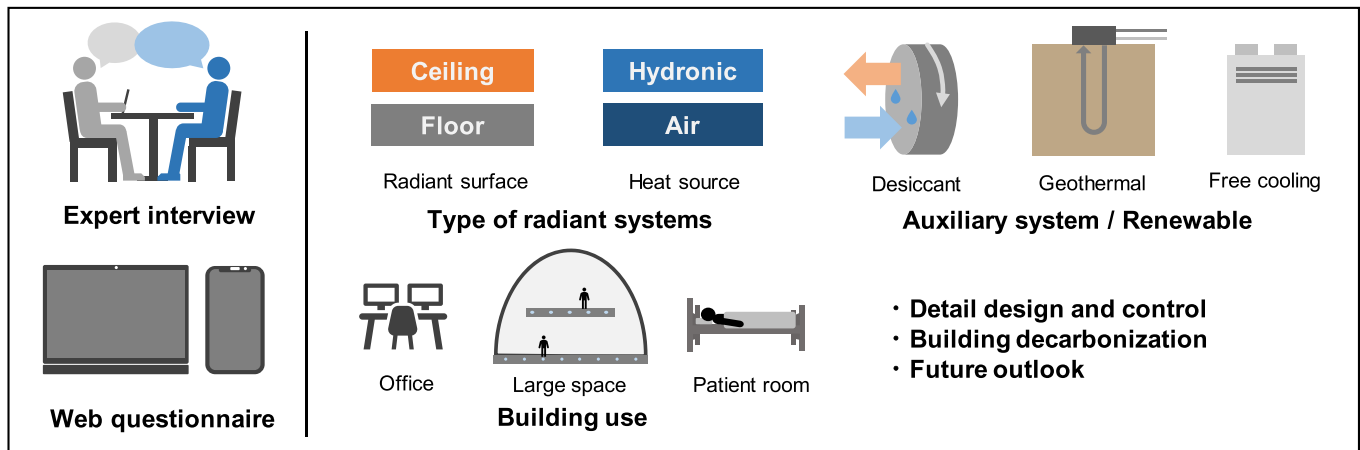 Expert interview
Web questionnaire
Ceiling
Floor
Radiant surface
Hydronic
Air
Heat source
Type of radiant systems
Desiccant
Geothermal
Free cooling
Auxiliary system / Renewable
Office
Large space
Patient room
Building use
・Detail design and control
・Building decarbonization
・Future outlook